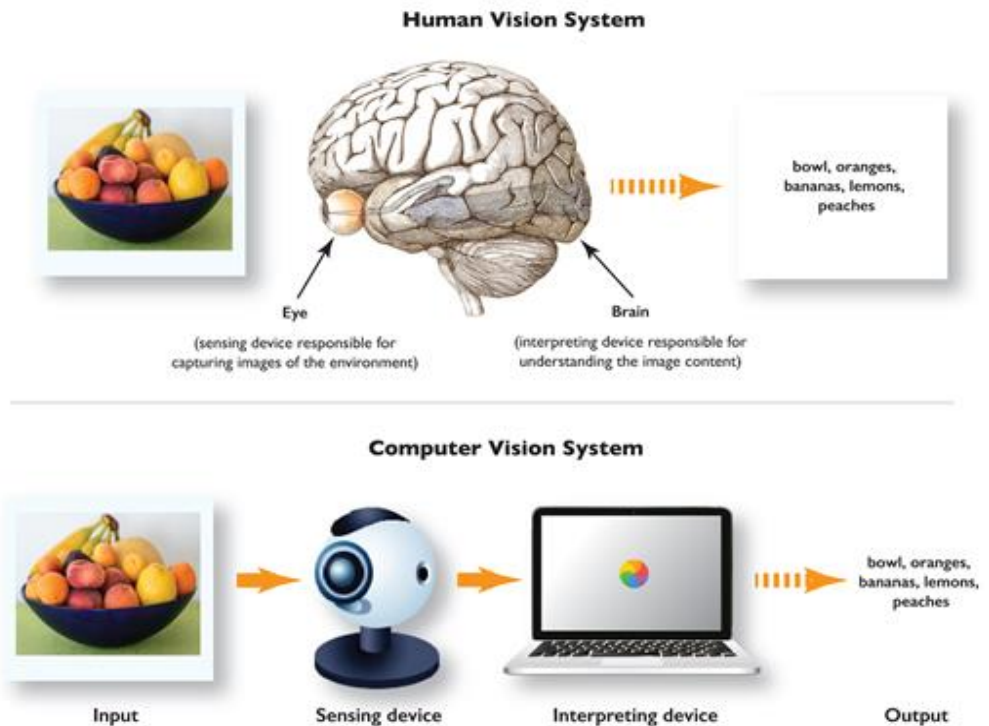 Human Vision System
bowl, oranges,
bananas, lemons,
peaches
Eye
(sensing device responsible for
capturing images of the environment)
Brain
(interpreting device responsible for
understanding the image content)
Computer Vision System
bowl, oranges,
bananas, lemons,
peaches
Input
Sensing device
Interpreting device
Output